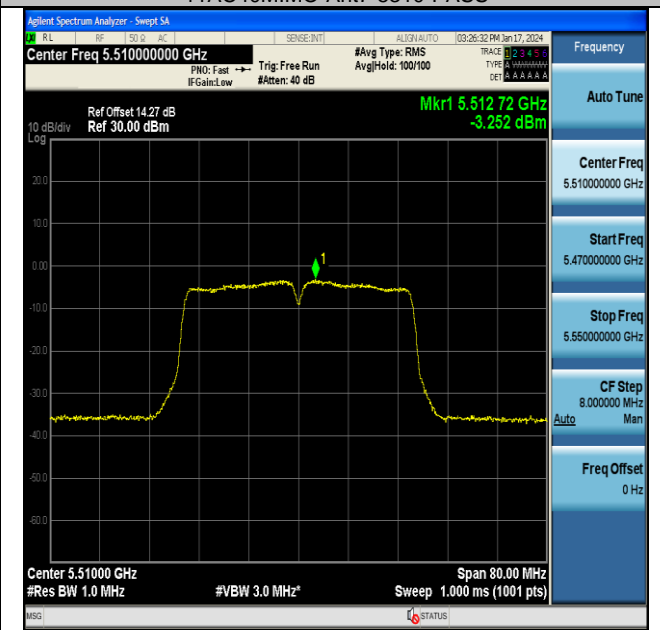 Agilent Spectrum Analyzer - Swept SA
RL RF 50 Ω AC SENSE:INT ALIGN AUTO 03:26:32 PM Jan 17, 2024
Center Freq 5.510000000 GHz
PNO: Fast
IFGain:Low
Trig: Free Run
#Atten: 40 dB
#Avg Type: RMS
Avg|Hold: 100/100
TRACE 1 2 3 4 5 6
TYPE A WWWWW
DET A A A A A A
Frequency
Ref Offset 14.27 dB
10 dB/div Ref 30.00 dBm
Log
Mkr1 5.512 72 GHz
-3.252 dBm
20.0
10.0
0.00
-10.0
-20.0
-30.0
-40.0
-50.0
-60.0
1
Center 5.51000 GHz
Span 80.00 MHz
#Res BW 1.0 MHz
#VBW 3.0 MHz*
Sweep 1.000 ms (1001 pts)
MSG
STATUS
Auto Tune
Center Freq
5.510000000 GHz
Start Freq
5.470000000 GHz
Stop Freq
5.550000000 GHz
CF Step
8.000000 MHz
Auto Man
Freq Offset
0 Hz